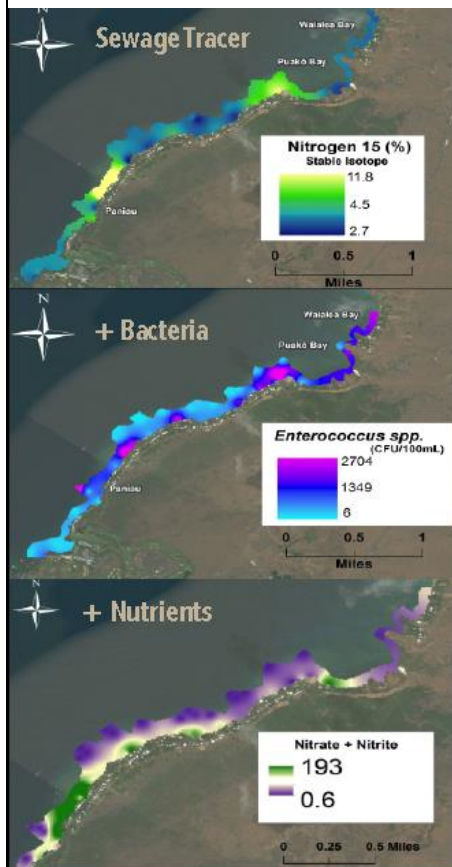 N
Sewage Tracer
Waialea Bay
Puakō Bay
Nitrogen 15 (%)
Stable Isotope
11.8
4.5
2.7
Paniau
0 0.5 1
Miles
N
+ Bacteria
Waialea Bay
Puakō Bay
Enterococcus spp.
(CFU/100mL)
2704
1349
6
Paniau
0 0.5 1
Miles
N
+ Nutrients
Nitrate + Nitrite
193
0.6
0 0.25 0.5 Miles